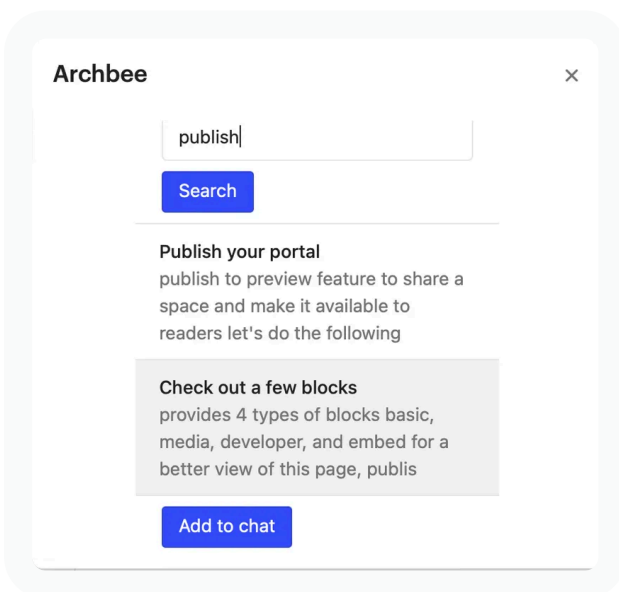 Archbee
publish
Search
Publish your portal
publish to preview feature to share a
space and make it available to
readers let's do the following
Check out a few blocks
provides 4 types of blocks basic,
media, developer, and embed for a
better view of this page, publis
Add to chat